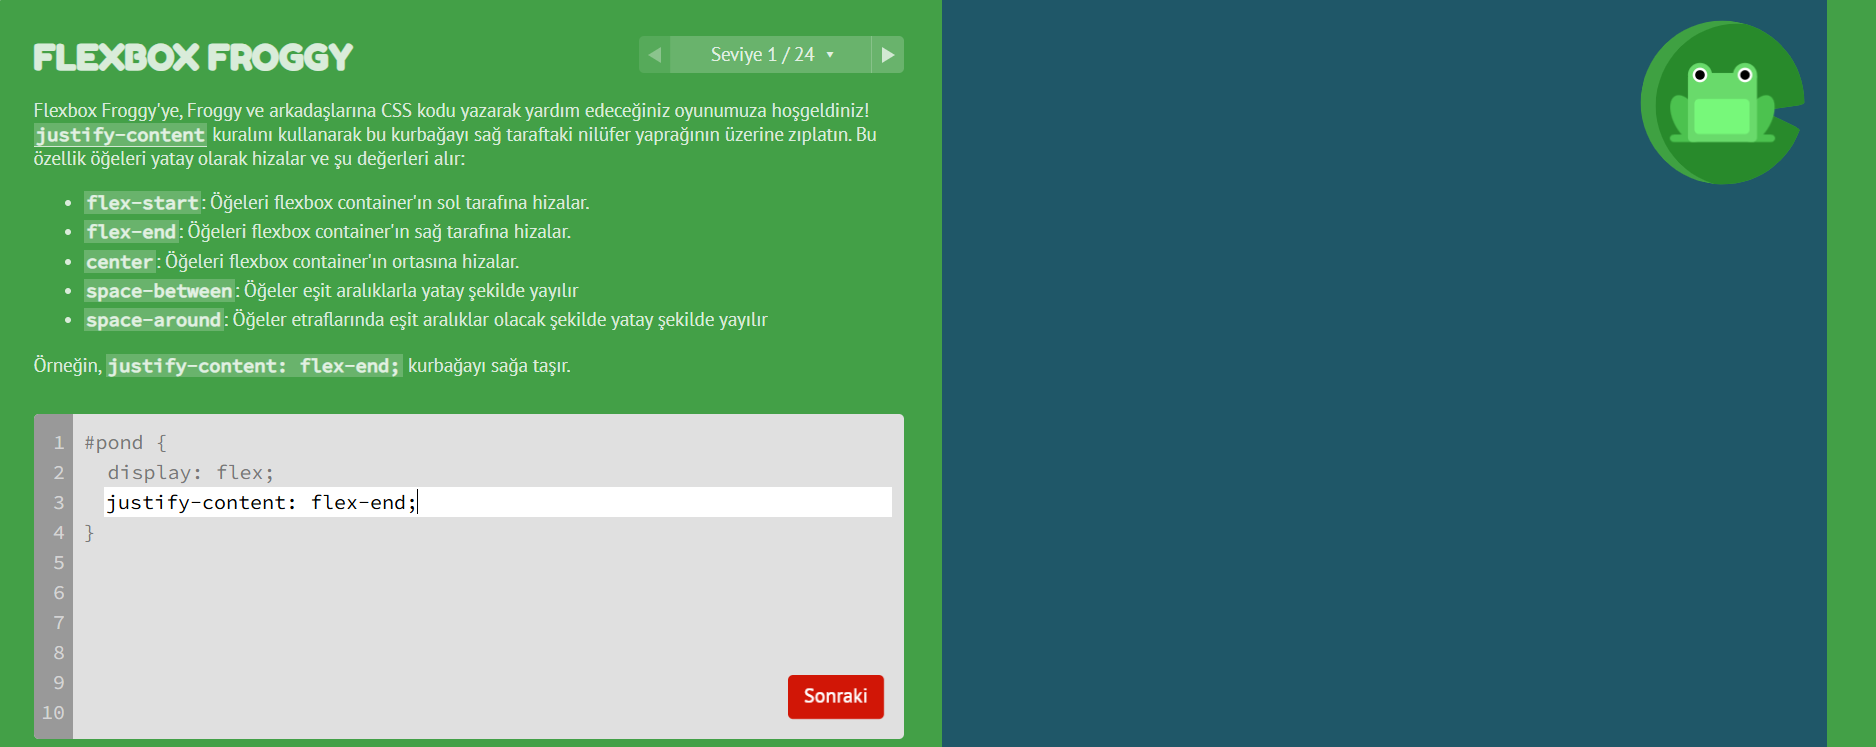 FLEXBOX FROGGY
Seviye 1 / 24
Flexbox Froggy'ye, Froggy ve arkadaşlarına CSS kodu yazarak yardım edeceğiniz oyunumuza hoşgeldiniz!
justify-content kuralını kullanarak bu kurbağayı sağ taraftaki nilüfer yaprağının üzerine zıplatın. Bu
özellik öğeleri yatay olarak hizalar ve şu değerleri alır:
• flex-start: Öğeleri flexbox container'ın sol tarafına hizalar.
• flex-end: Öğeleri flexbox container'ın sağ tarafına hizalar.
• center: Öğeleri flexbox container'ın ortasına hizalar.
• space-between: Öğeler eşit aralıklarla yatay şekilde yayılır
• space-around: Öğeler etraflarında eşit aralıklar olacak şekilde yatay şekilde yayılır
Örneğin, justify-content: flex-end; kurbağayı sağa taşır.
1 #pond {
2 display: flex;
3 justify-content: flex-end;
4 }
5
6
7
8
9
10
Sonraki